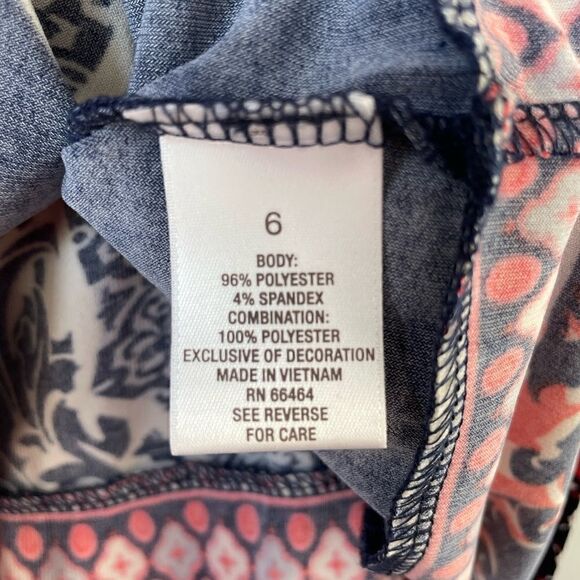 6
BODY:
96% POLYESTER
4% SPANDEX
COMBINATION:
100% POLYESTER
EXCLUSIVE OF DECORATION
MADE IN VIETNAM
RN 66464
SEE REVERSE
FOR CARE